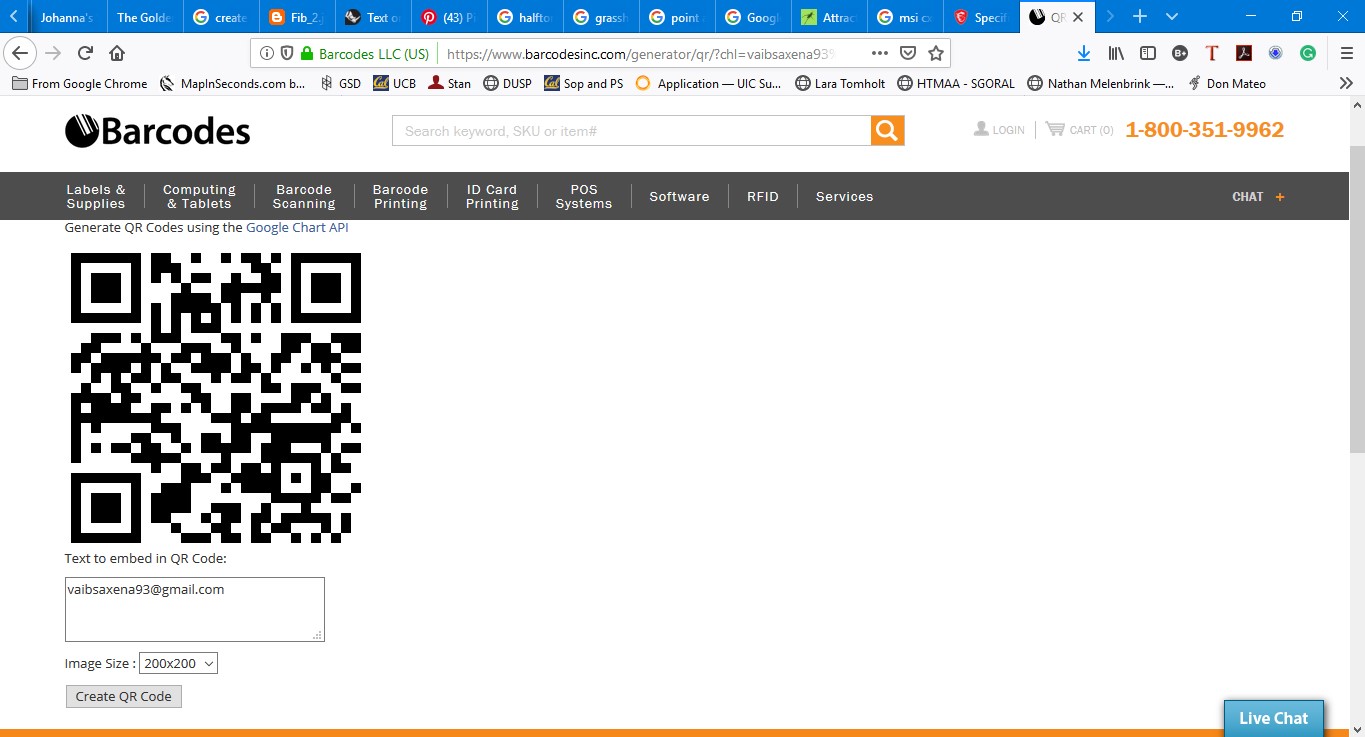 Johanna's The Golde create Fib_2. Text o (43) P halfto grassh point a Googl Attrac msi cx Specif QR
Barcodes LLC (US) https://www.barcodesinc.com/generator/qr/?chl=vaibsaxena93%
From Google Chrome MapInSeconds.com b... GSD UCB Stan DUSP Sop and PS Application — UIC Su... Lara Tomholt HTMAA - SGORAL Nathan Melenbrink —... Don Mateo
Barcodes
Search keyword, SKU or item#
LOGIN CART (0) 1-800-351-9962
Labels & Supplies
Computing & Tablets
Barcode Scanning
Barcode Printing
ID Card Printing
POS Systems
Software
RFID
Services
CHAT +
Generate QR Codes using the Google Chart API
Text to embed in QR Code:
vaibsaxena93@gmail.com
Image Size : 200x200
Create QR Code
Live Chat